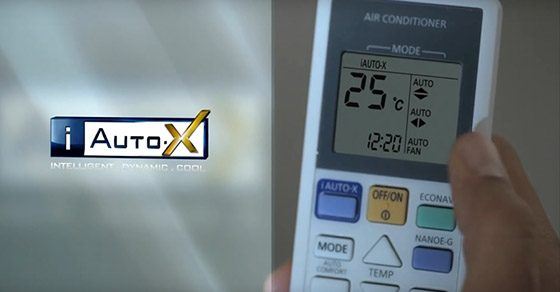 i AUTO-X
INTELLIGENT . DYNAMIC . COOL
AIR CONDITIONER
MODE
iAUTO-X
25°C
AUTO
AUTO
12:20
AUTO
FAN
i AUTO-X
OFF/ON
ECONAVI
MODE
AUTO
COMFORT
TEMP
NANOE-G